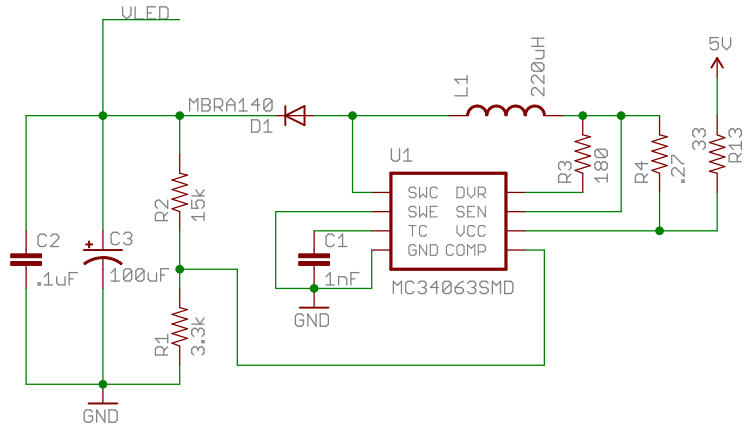 VLED
5V
MBRA140
D1
L1
220uH
U1
R3
180
R4
.27
33
R13
R2
15k
SWC
DVR
SWE
SEN
TC
VCC
GND
COMP
C2
.1uF
C3
100uF
C1
1nF
MC34063SMD
GND
R1
3.3k
GND